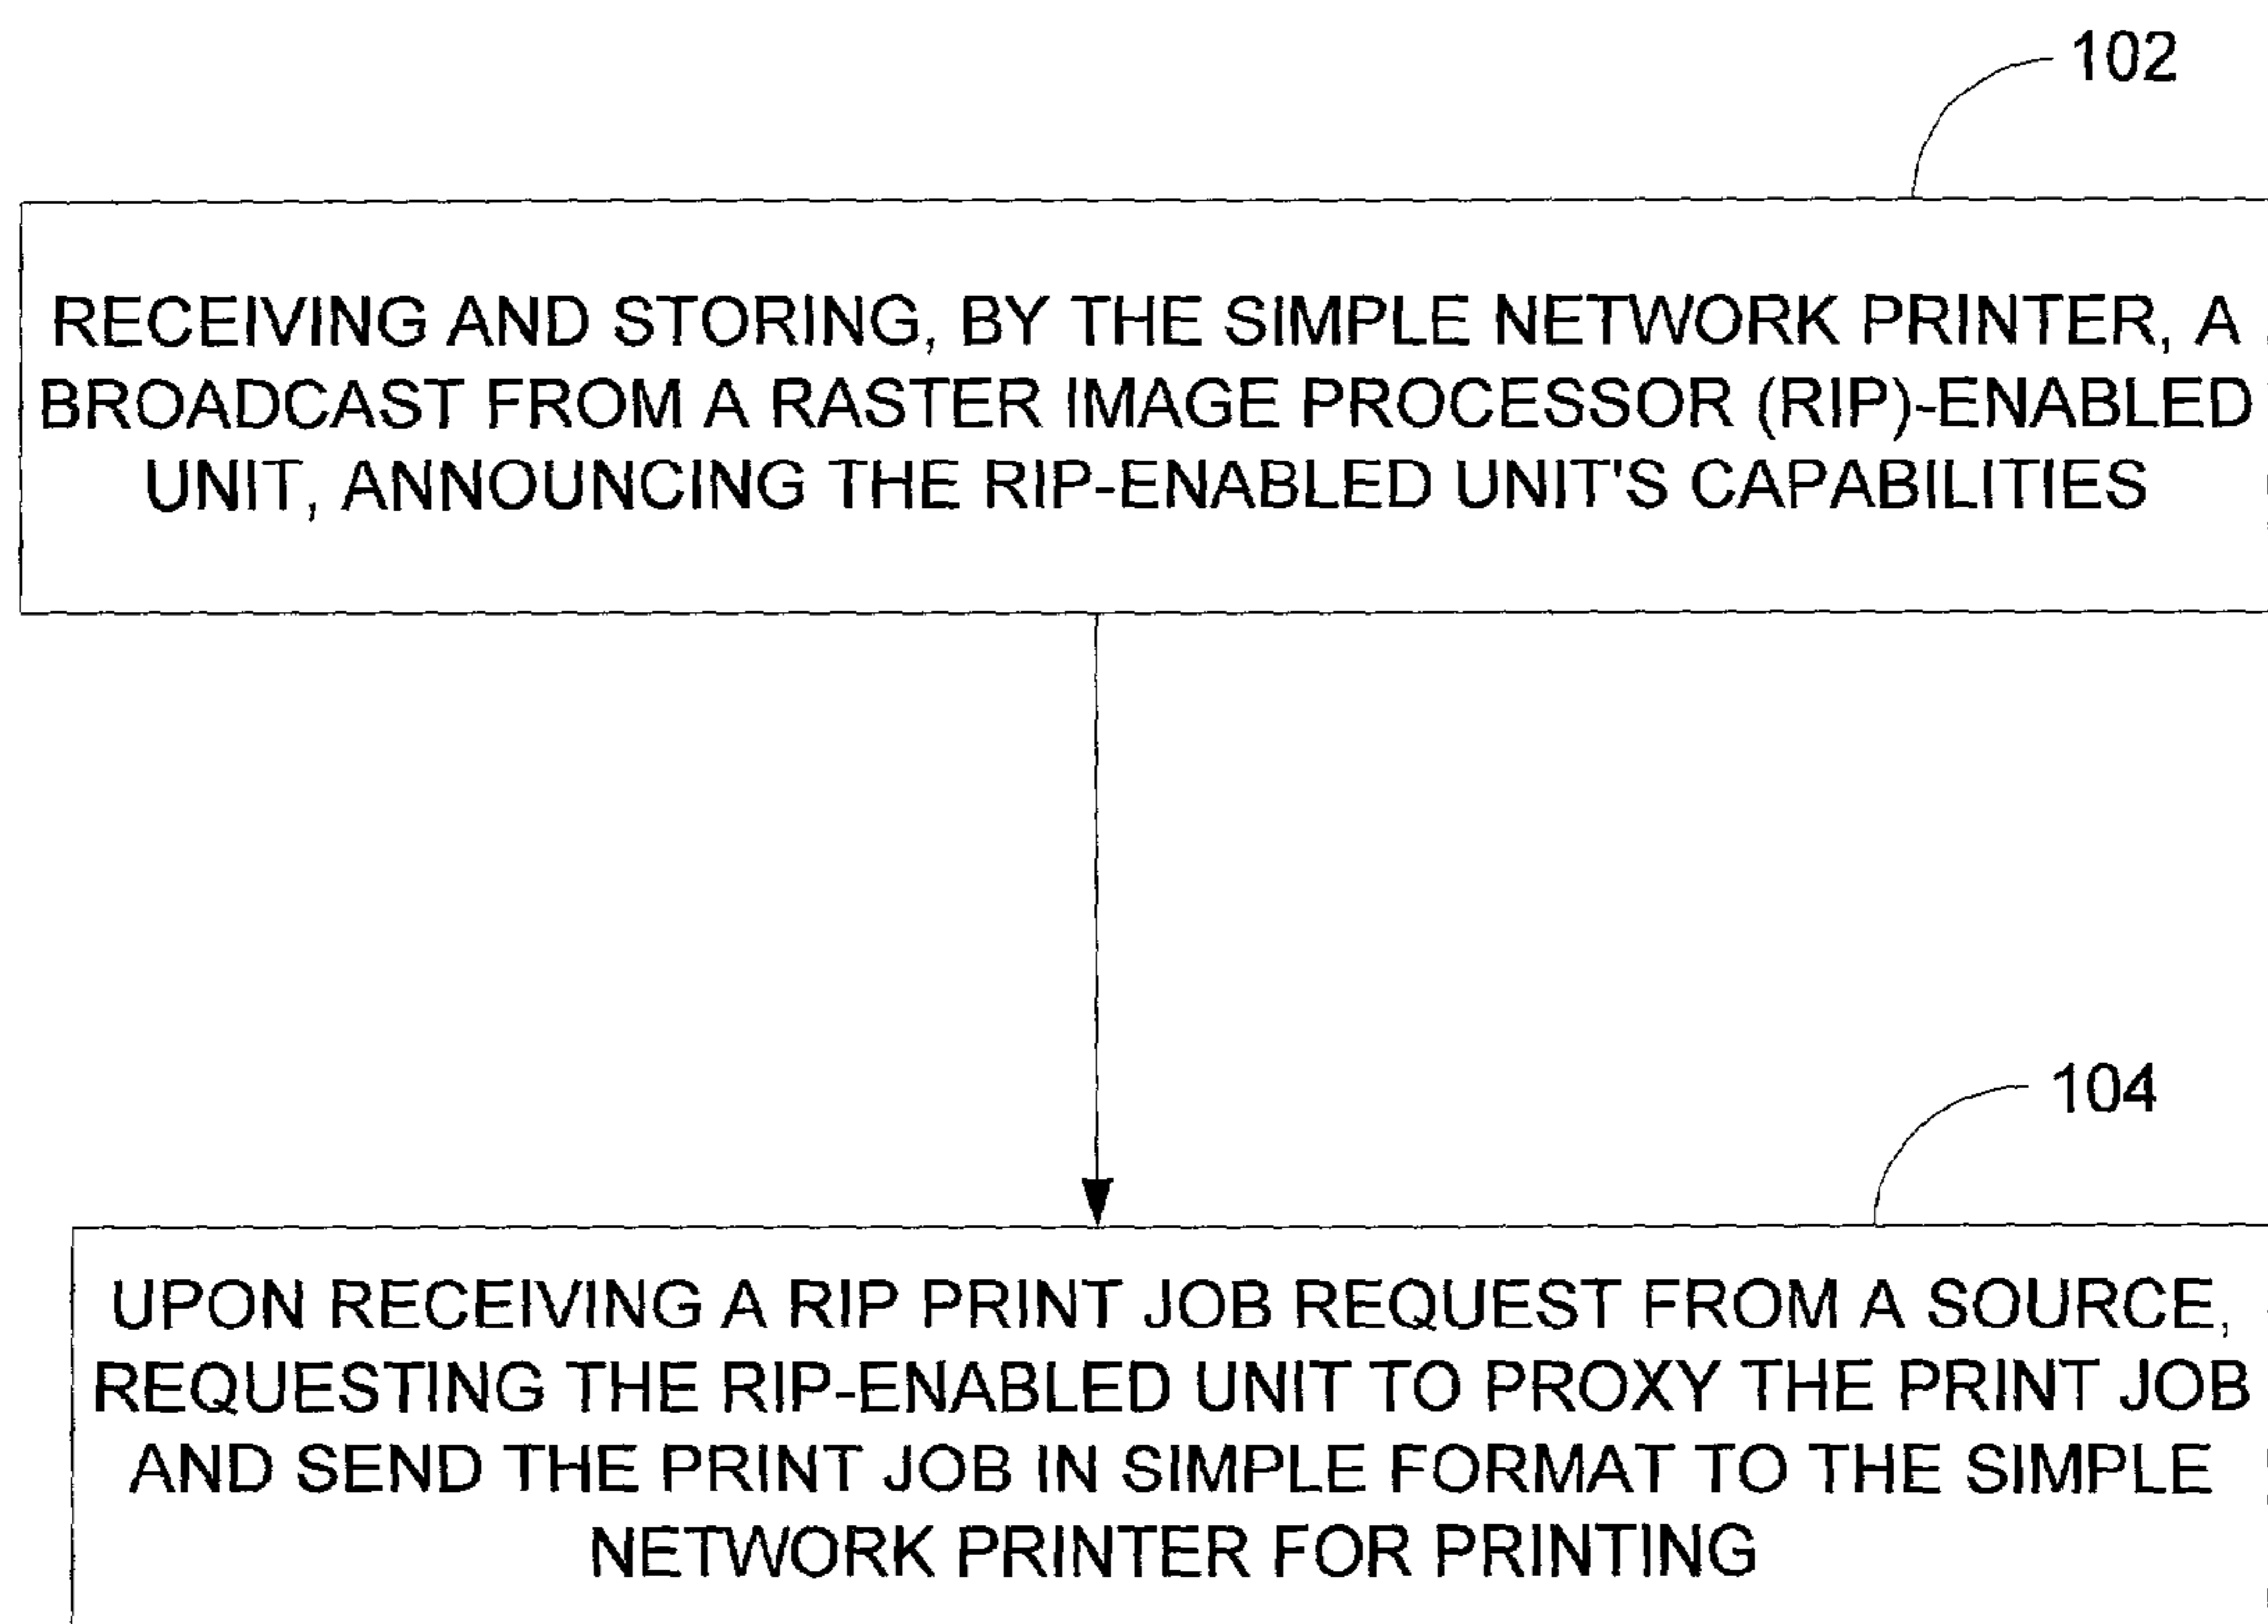 102
RECEIVING AND STORING, BY THE SIMPLE NETWORK PRINTER, A
BROADCAST FROM A RASTER IMAGE PROCESSOR (RIP)-ENABLED
UNIT, ANNOUNCING THE RIP-ENABLED UNIT'S CAPABILITIES
104
UPON RECEIVING A RIP PRINT JOB REQUEST FROM A SOURCE,
REQUESTING THE RIP-ENABLED UNIT TO PROXY THE PRINT JOB
AND SEND THE PRINT JOB IN SIMPLE FORMAT TO THE SIMPLE
NETWORK PRINTER FOR PRINTING